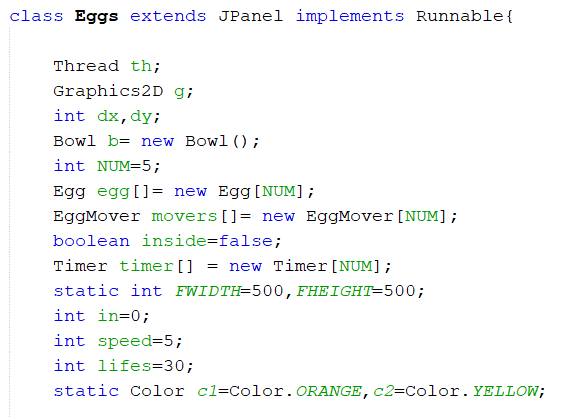 class Eggs extends JPanel implements Runnable{
Thread th;
Graphics2D g;
int dx,dy;
Bowl b= new Bowl();
int NUM=5;
Egg egg[]= new Egg[NUM];
EggMover movers[]= new EggMover[NUM];
boolean inside=false;
Timer timer[] = new Timer[NUM];
static int FWIDTH=500,FHEIGHT=500;
int in=0;
int speed=5;
int lifes=30;
static Color c1=Color.ORANGE,c2=Color.YELLOW;